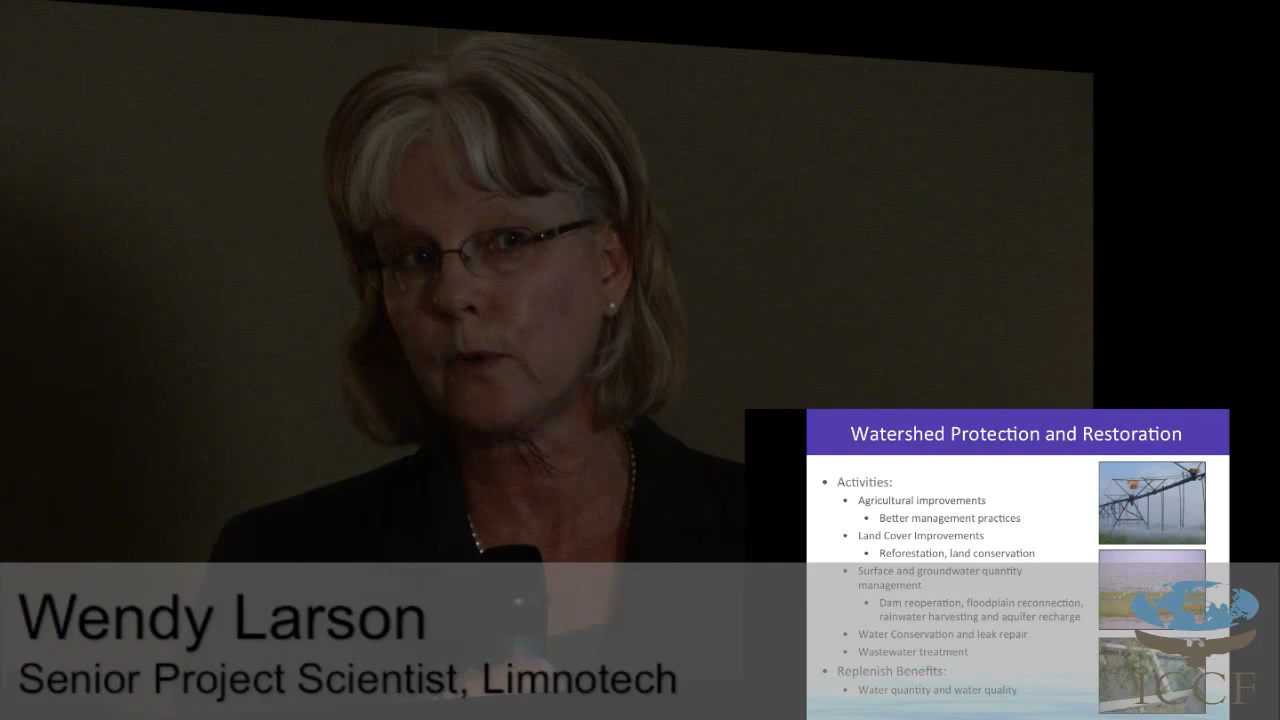 Watershed Protection and Restoration
• Activities:
• Agricultural improvements
• Better management practices
• Land Cover Improvements
• Reforestation, land conservation
• Surface and groundwater quantity
management
• Dam reoperation, floodplain reconnection,
rainwater harvesting and aquifer recharge
• Water Conservation and leak repair
• Wastewater treatment
• Replenish Benefits:
• Water quantity and water quality
Wendy Larson
Senior Project Scientist, Limnotech
ICCF